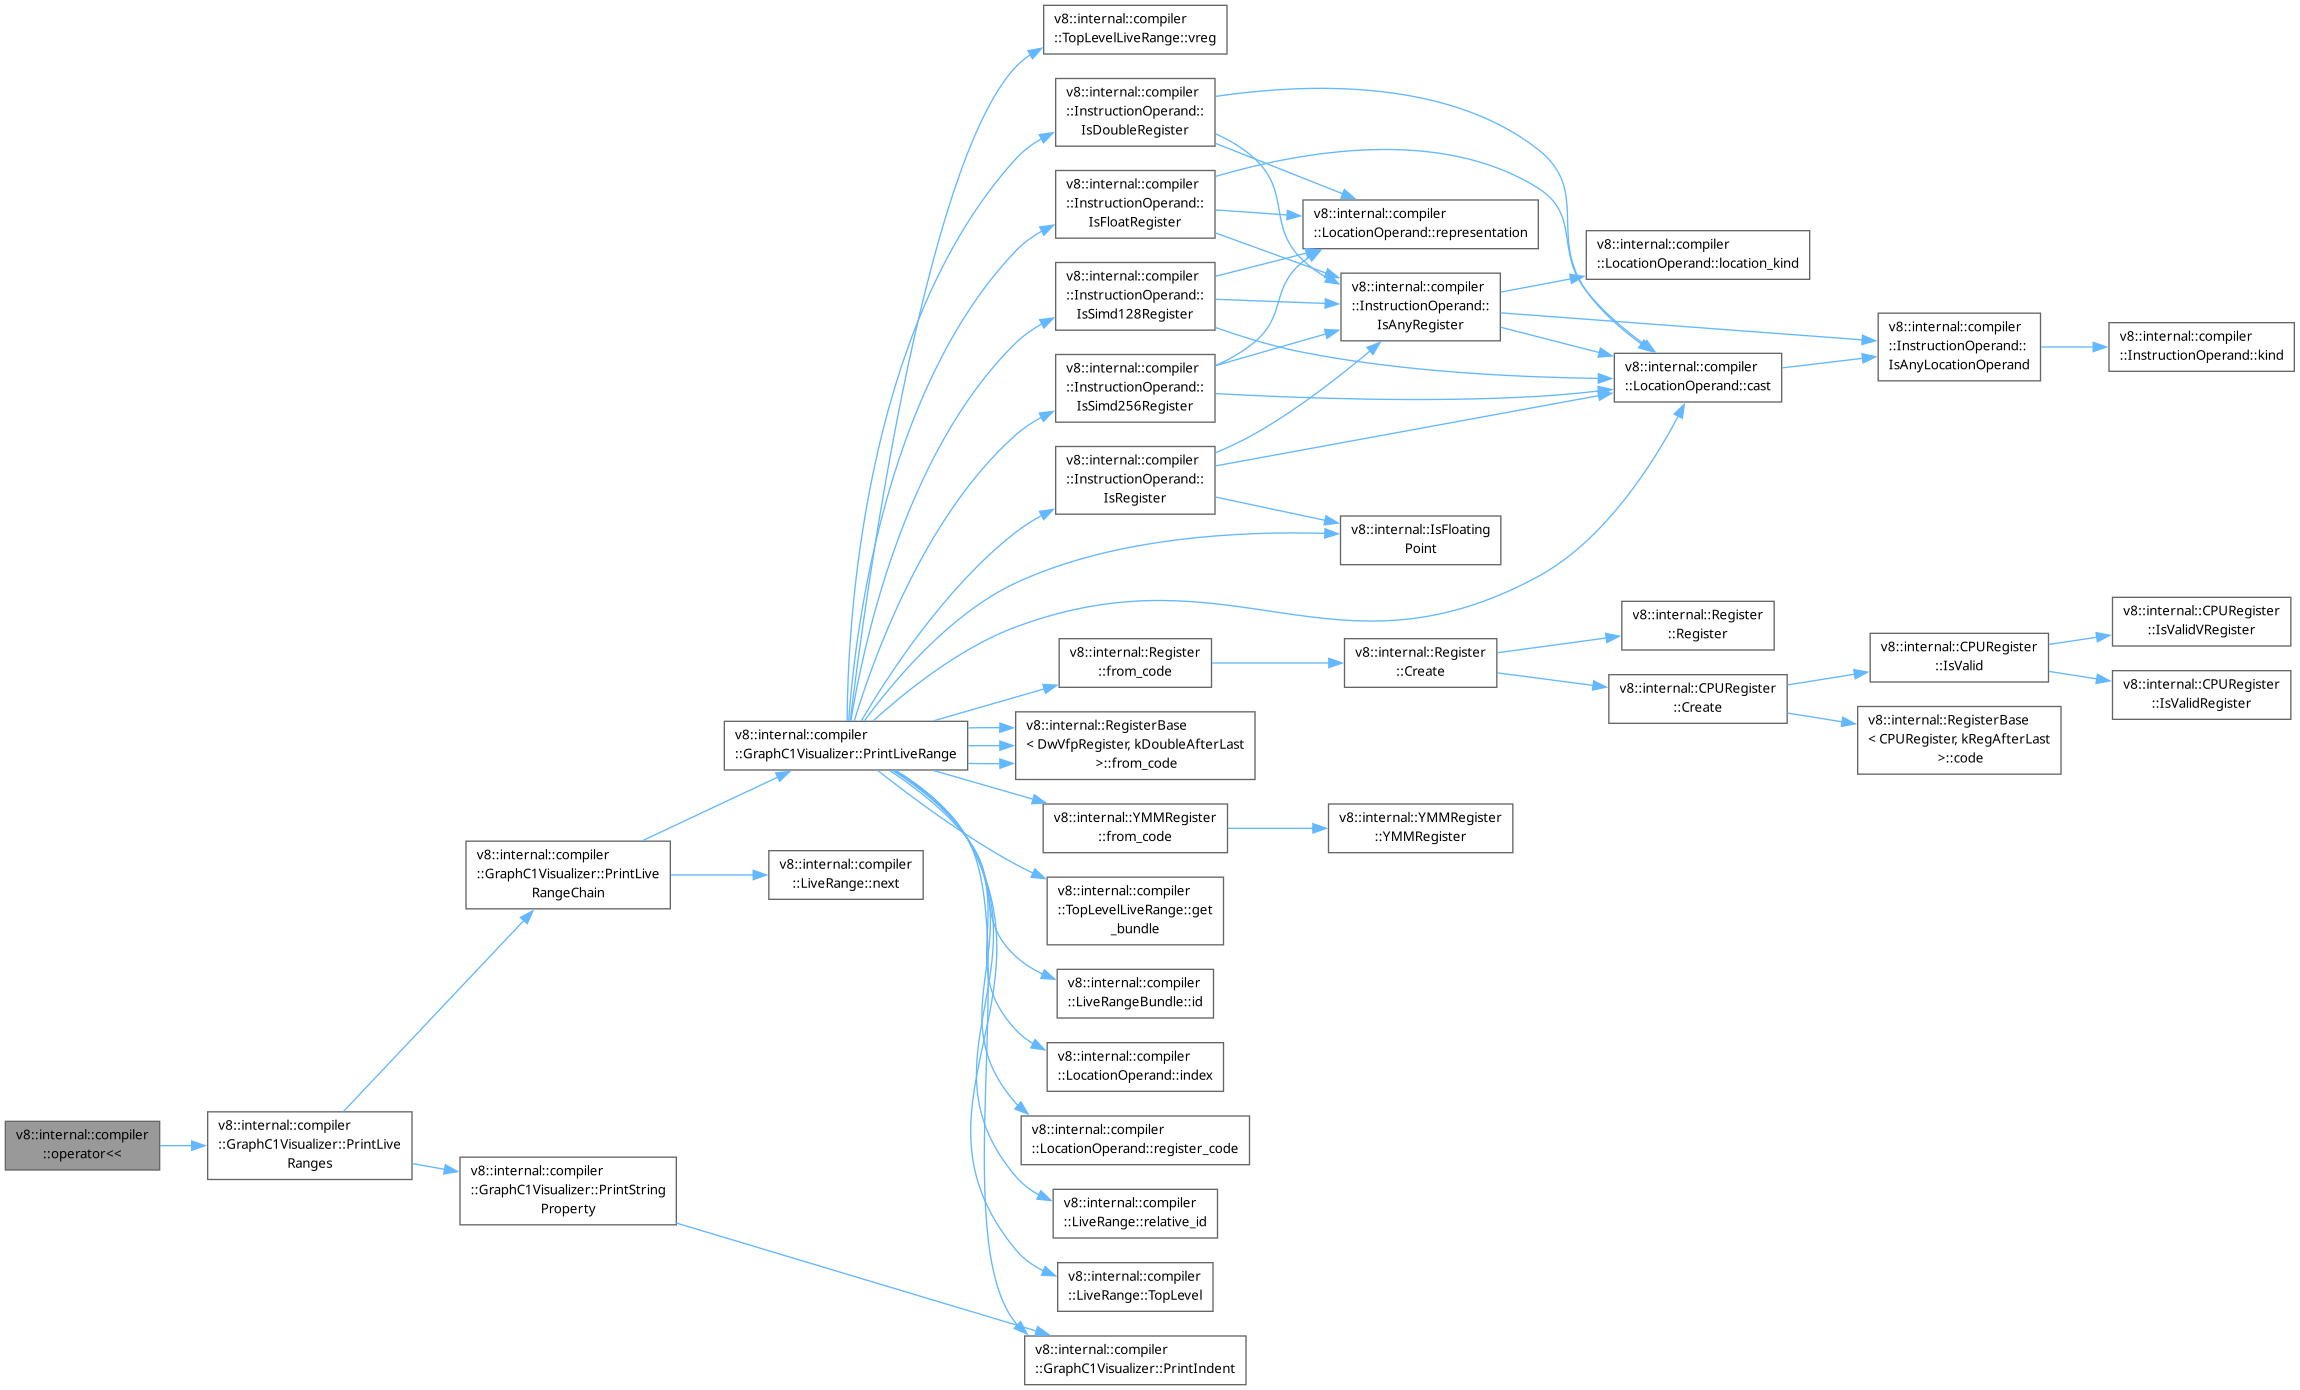 v8::internal::compiler
::TopLevelLiveRange::vreg
v8::internal::compiler
::InstructionOperand::
IsDoubleRegister
v8::internal::compiler
::InstructionOperand::
IsFloatRegister
v8::internal::compiler
::LocationOperand::representation
v8::internal::compiler
::LocationOperand::location_kind
v8::internal::compiler
::InstructionOperand::
IsSimd128Register
v8::internal::compiler
::InstructionOperand::
IsAnyRegister
v8::internal::compiler
::InstructionOperand::
IsAnyLocationOperand
v8::internal::compiler
::InstructionOperand::kind
v8::internal::compiler
::InstructionOperand::
IsSimd256Register
v8::internal::compiler
::LocationOperand::cast
v8::internal::compiler
::InstructionOperand::
IsRegister
v8::internal::IsFloating
Point
v8::internal::Register
::from_code
v8::internal::Register
::Create
v8::internal::Register
::Register
v8::internal::CPURegister
::Create
v8::internal::CPURegister
::IsValid
v8::internal::CPURegister
::IsValidVRegister
v8::internal::CPURegister
::IsValidRegister
v8::internal::RegisterBase
< CPURegister, kRegAfterLast
>::code
v8::internal::compiler
::GraphC1Visualizer::PrintLiveRange
v8::internal::RegisterBase
< DwVfpRegister, kDoubleAfterLast
>::from_code
v8::internal::YMMRegister
::from_code
v8::internal::YMMRegister
::YMMRegister
v8::internal::compiler
::GraphC1Visualizer::PrintLive
RangeChain
v8::internal::compiler
::LiveRange::next
v8::internal::compiler
::TopLevelLiveRange::get
_bundle
v8::internal::compiler
::LiveRangeBundle::id
v8::internal::compiler
::LocationOperand::index
v8::internal::compiler
::operator<<
v8::internal::compiler
::GraphC1Visualizer::PrintLive
Ranges
v8::internal::compiler
::LocationOperand::register_code
v8::internal::compiler
::GraphC1Visualizer::PrintString
Property
v8::internal::compiler
::LiveRange::relative_id
v8::internal::compiler
::LiveRange::TopLevel
v8::internal::compiler
::GraphC1Visualizer::PrintIndent